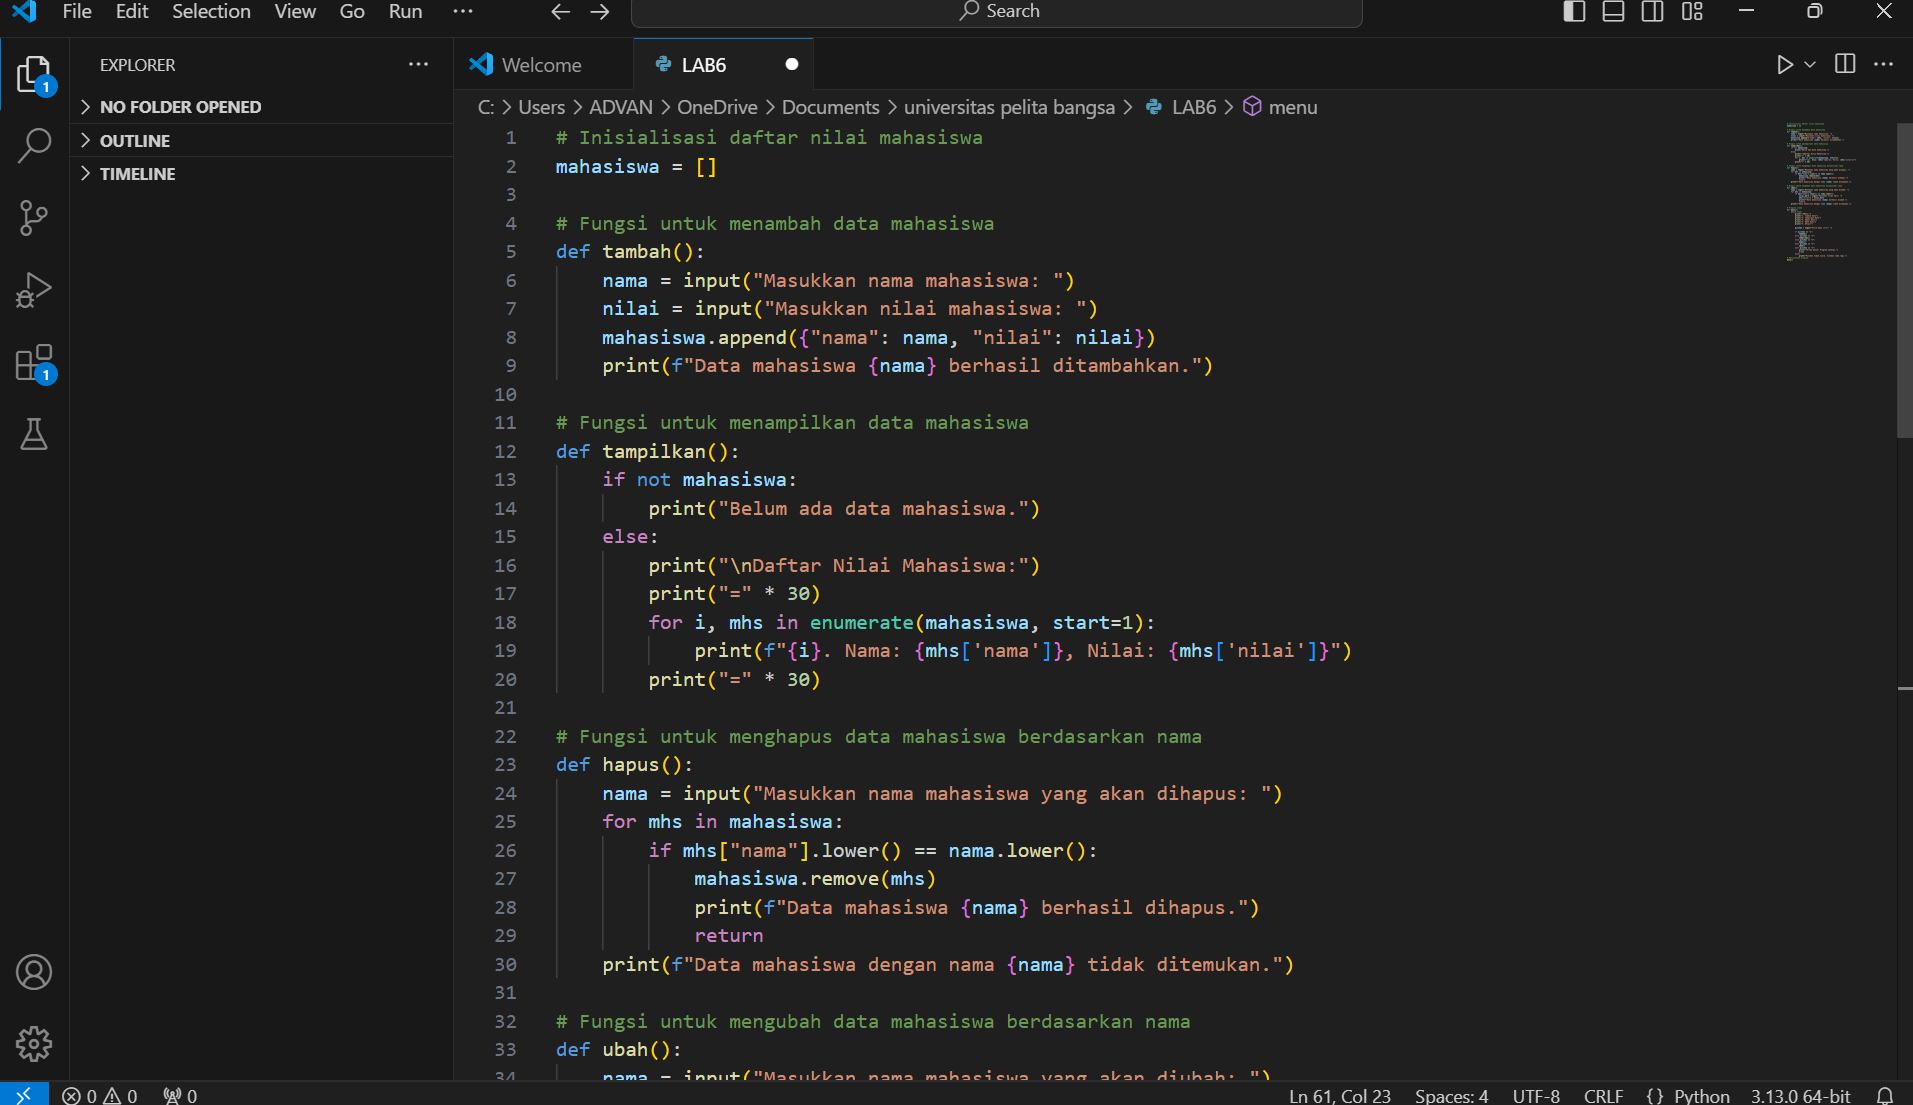 File Edit Selection View Go Run ··· Search
EXPLORER ···
NO FOLDER OPENED
OUTLINE
TIMELINE
1
1
Welcome LAB6
C: > Users > ADVAN > OneDrive > Documents > universitas pelita bangsa > LAB6 > menu
1 # Inisialisasi daftar nilai mahasiswa
2 mahasiswa = []
3
4 # Fungsi untuk menambah data mahasiswa
5 def tambah():
6     nama = input("Masukkan nama mahasiswa: ")
7     nilai = input("Masukkan nilai mahasiswa: ")
8     mahasiswa.append({"nama": nama, "nilai": nilai})
9     print(f"Data mahasiswa {nama} berhasil ditambahkan.")
10
11 # Fungsi untuk menampilkan data mahasiswa
12 def tampilkan():
13     if not mahasiswa:
14         print("Belum ada data mahasiswa.")
15     else:
16         print("\nDaftar Nilai Mahasiswa:")
17         print("=" * 30)
18         for i, mhs in enumerate(mahasiswa, start=1):
19             print(f"{i}. Nama: {mhs['nama']}, Nilai: {mhs['nilai']}")
20         print("=" * 30)
21
22 # Fungsi untuk menghapus data mahasiswa berdasarkan nama
23 def hapus():
24     nama = input("Masukkan nama mahasiswa yang akan dihapus: ")
25     for mhs in mahasiswa:
26         if mhs["nama"].lower() == nama.lower():
27             mahasiswa.remove(mhs)
28             print(f"Data mahasiswa {nama} berhasil dihapus.")
29             return
30     print(f"Data mahasiswa dengan nama {nama} tidak ditemukan.")
31
32 # Fungsi untuk mengubah data mahasiswa berdasarkan nama
33 def ubah():
34     nama = input("Masukkan nama mahasiswa yang akan diubah: ")
0 0 0 Ln 61, Col 23 Spaces: 4 UTF-8 CRLF {} Python 3.13.0 64-bit